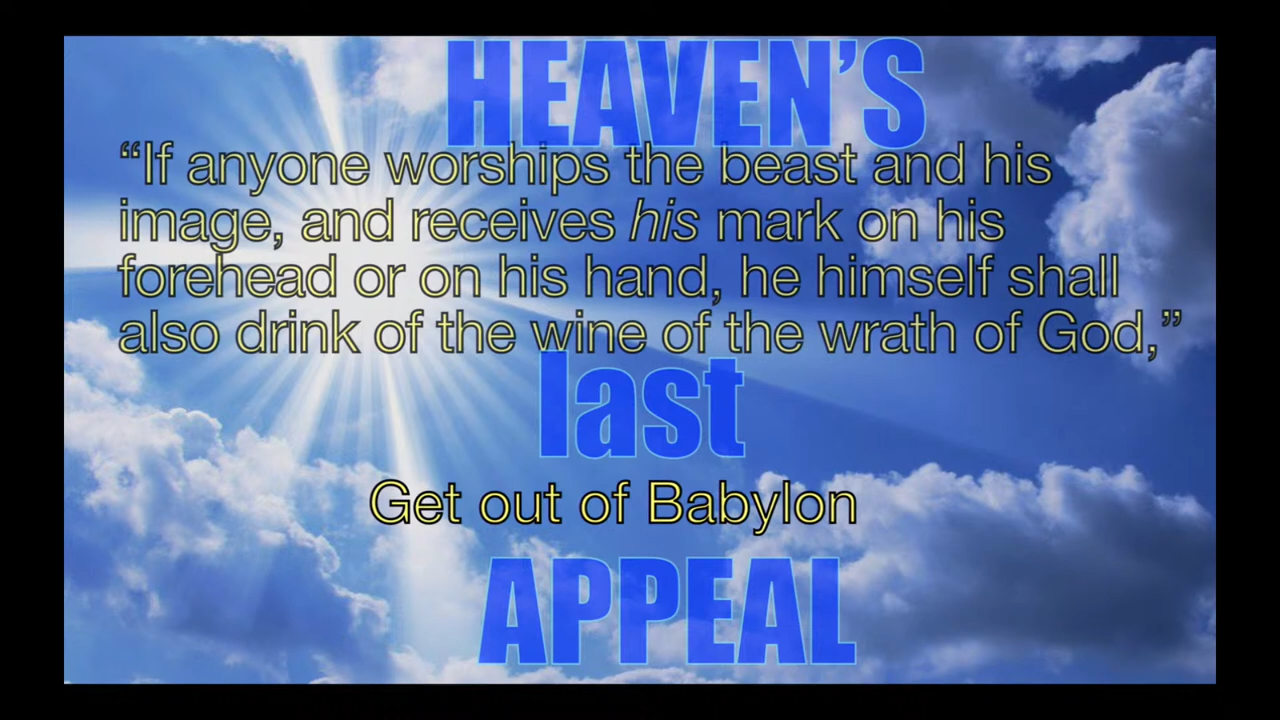 HEAVEN’S
“If anyone worships the beast and his
image, and receives his mark on his
forehead or on his hand, he himself shall
also drink of the wine of the wrath of God,”
last
Get out of Babylon
APPEAL